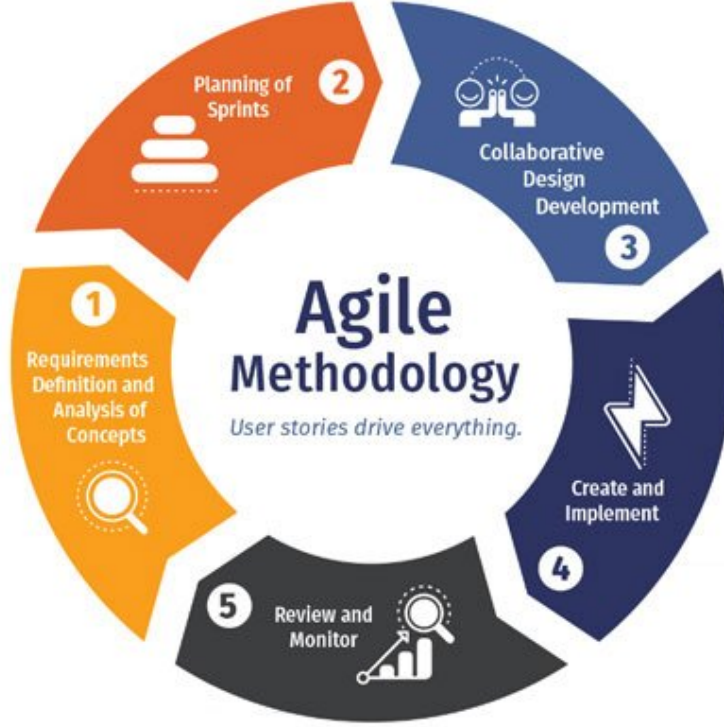 Agile
Methodology
User stories drive everything.
1
Requirements
Definition and
Analysis of
Concepts
2
Planning of
Sprints
3
Collaborative
Design
Development
4
Create and
Implement
5
Review and
Monitor